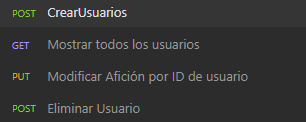 POST CrearUsuarios
GET Mostrar todos los usuarios
PUT Modificar Afición por ID de usuario
POST Eliminar Usuario